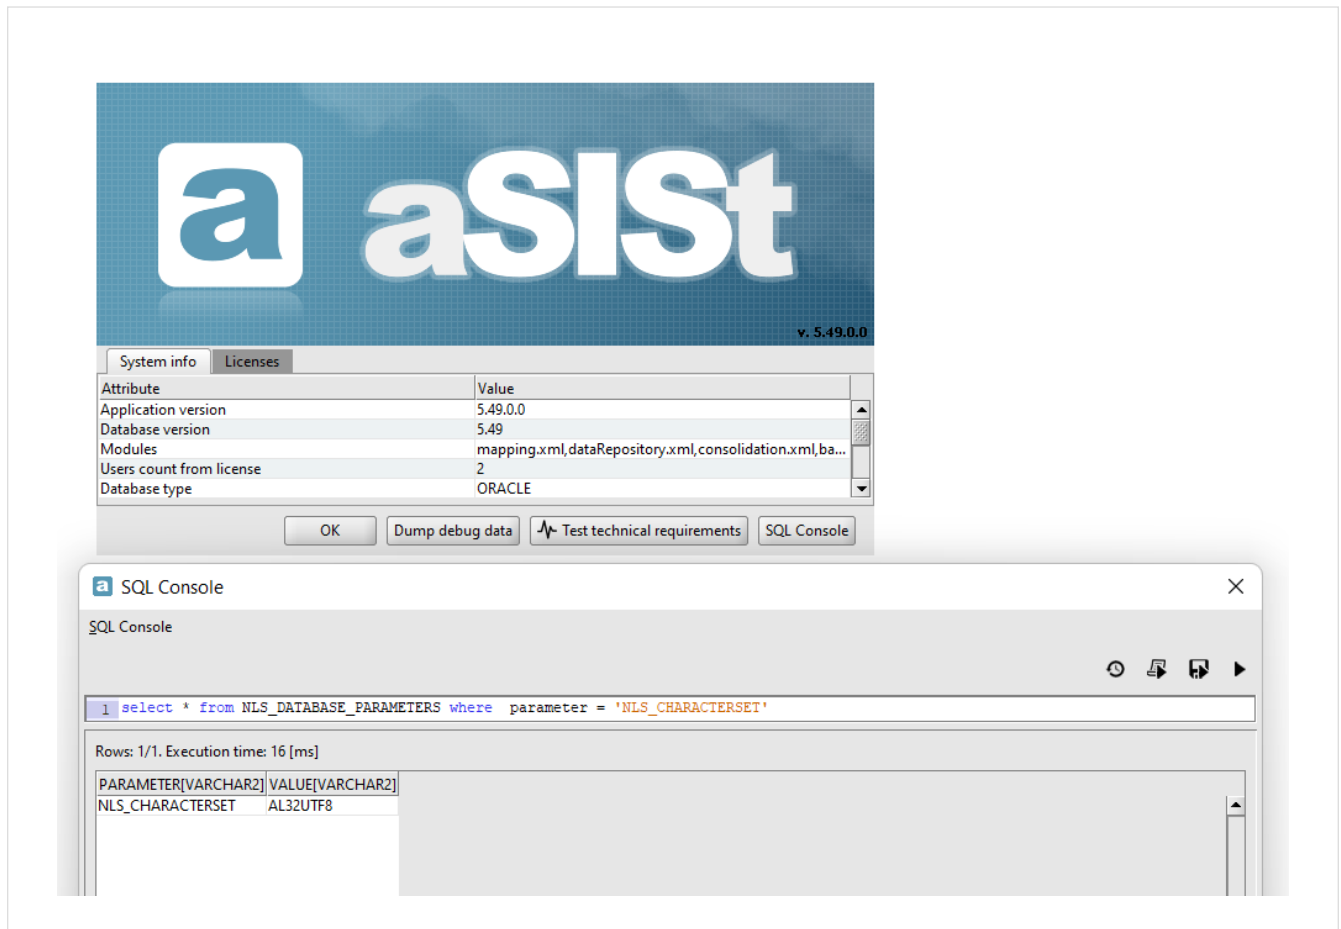 a aSISt
v. 5.49.0.0
System info Licenses
Attribute Value
Application version 5.49.0.0
Database version 5.49
Modules mapping.xml,dataRepository.xml,consolidation.xml,ba...
Users count from license 2
Database type ORACLE
OK Dump debug data Test technical requirements SQL Console
a SQL Console
SQL Console
1 select * from NLS_DATABASE_PARAMETERS where  parameter = 'NLS_CHARACTERSET'
Rows: 1/1. Execution time: 16 [ms]
PARAMETER[VARCHAR2] VALUE[VARCHAR2]
NLS_CHARACTERSET AL32UTF8